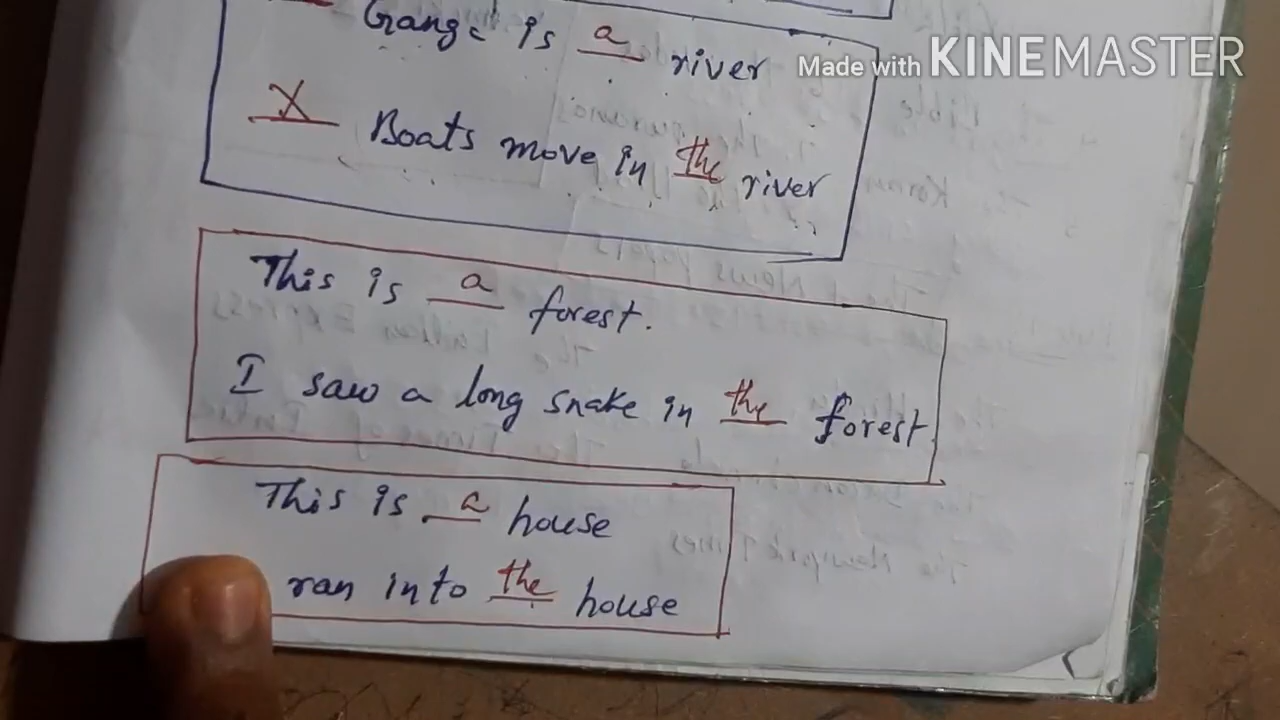 Made with KINEMASTER
Gange is a river
X Boats move in the river
This is a forest.
I saw a long snake in the forest.
This is a house
ran into the house